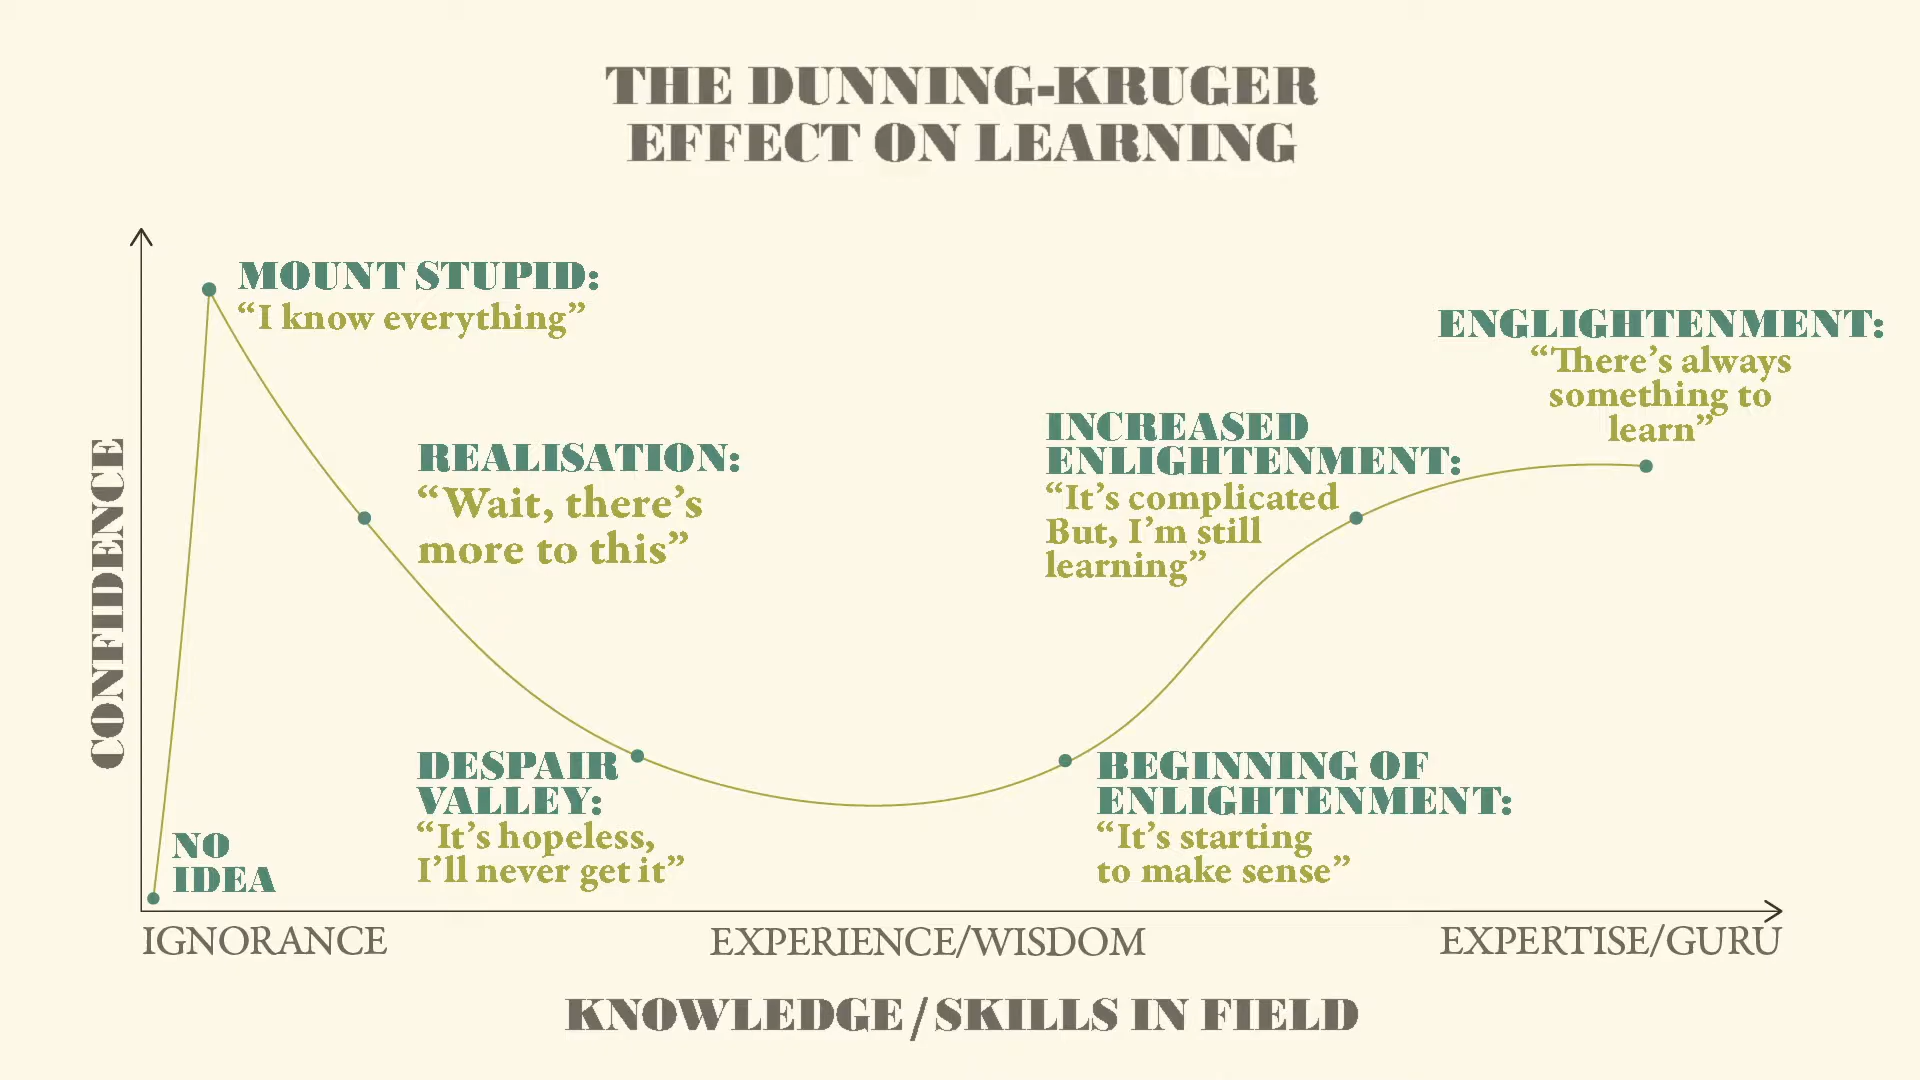 THE DUNNING-KRUGER
EFFECT ON LEARNING
MOUNT STUPID:
“I know everything”
ENGLIGHTENMENT:
“There’s always
something to
learn”
INCREASED
ENLIGHTENMENT:
“It’s complicated
But, I’m still
learning”
REALISATION:
“Wait, there’s
more to this”
CONFIDENCE
DESPAIR
VALLEY:
“It’s hopeless,
I’ll never get it”
BEGINNING OF
ENLIGHTENMENT:
“It’s starting
to make sense”
NO
IDEA
IGNORANCE
EXPERIENCE/WISDOM
EXPERTISE/GURU
KNOWLEDGE/SKILLS IN FIELD